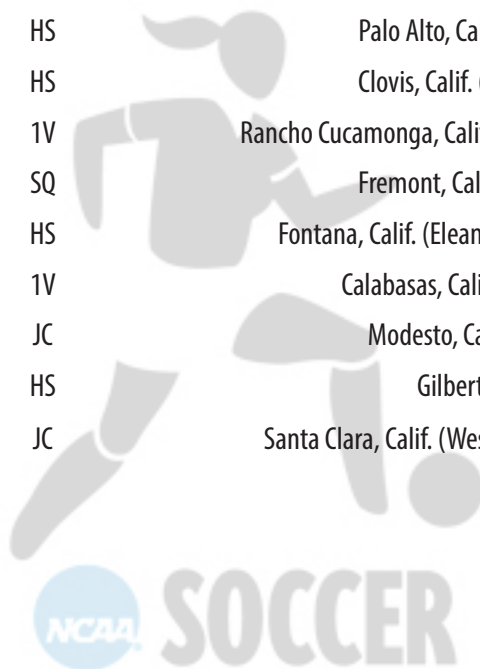 HS Palo Alto, Ca
HS Clovis, Calif. (
1V Rancho Cucamonga, Calif
SQ Fremont, Cal
HS Fontana, Calif. (Elean
1V Calabasas, Cali
JC Modesto, Ca
HS Gilbert
JC Santa Clara, Calif. (Wes
NCAA SOCCER